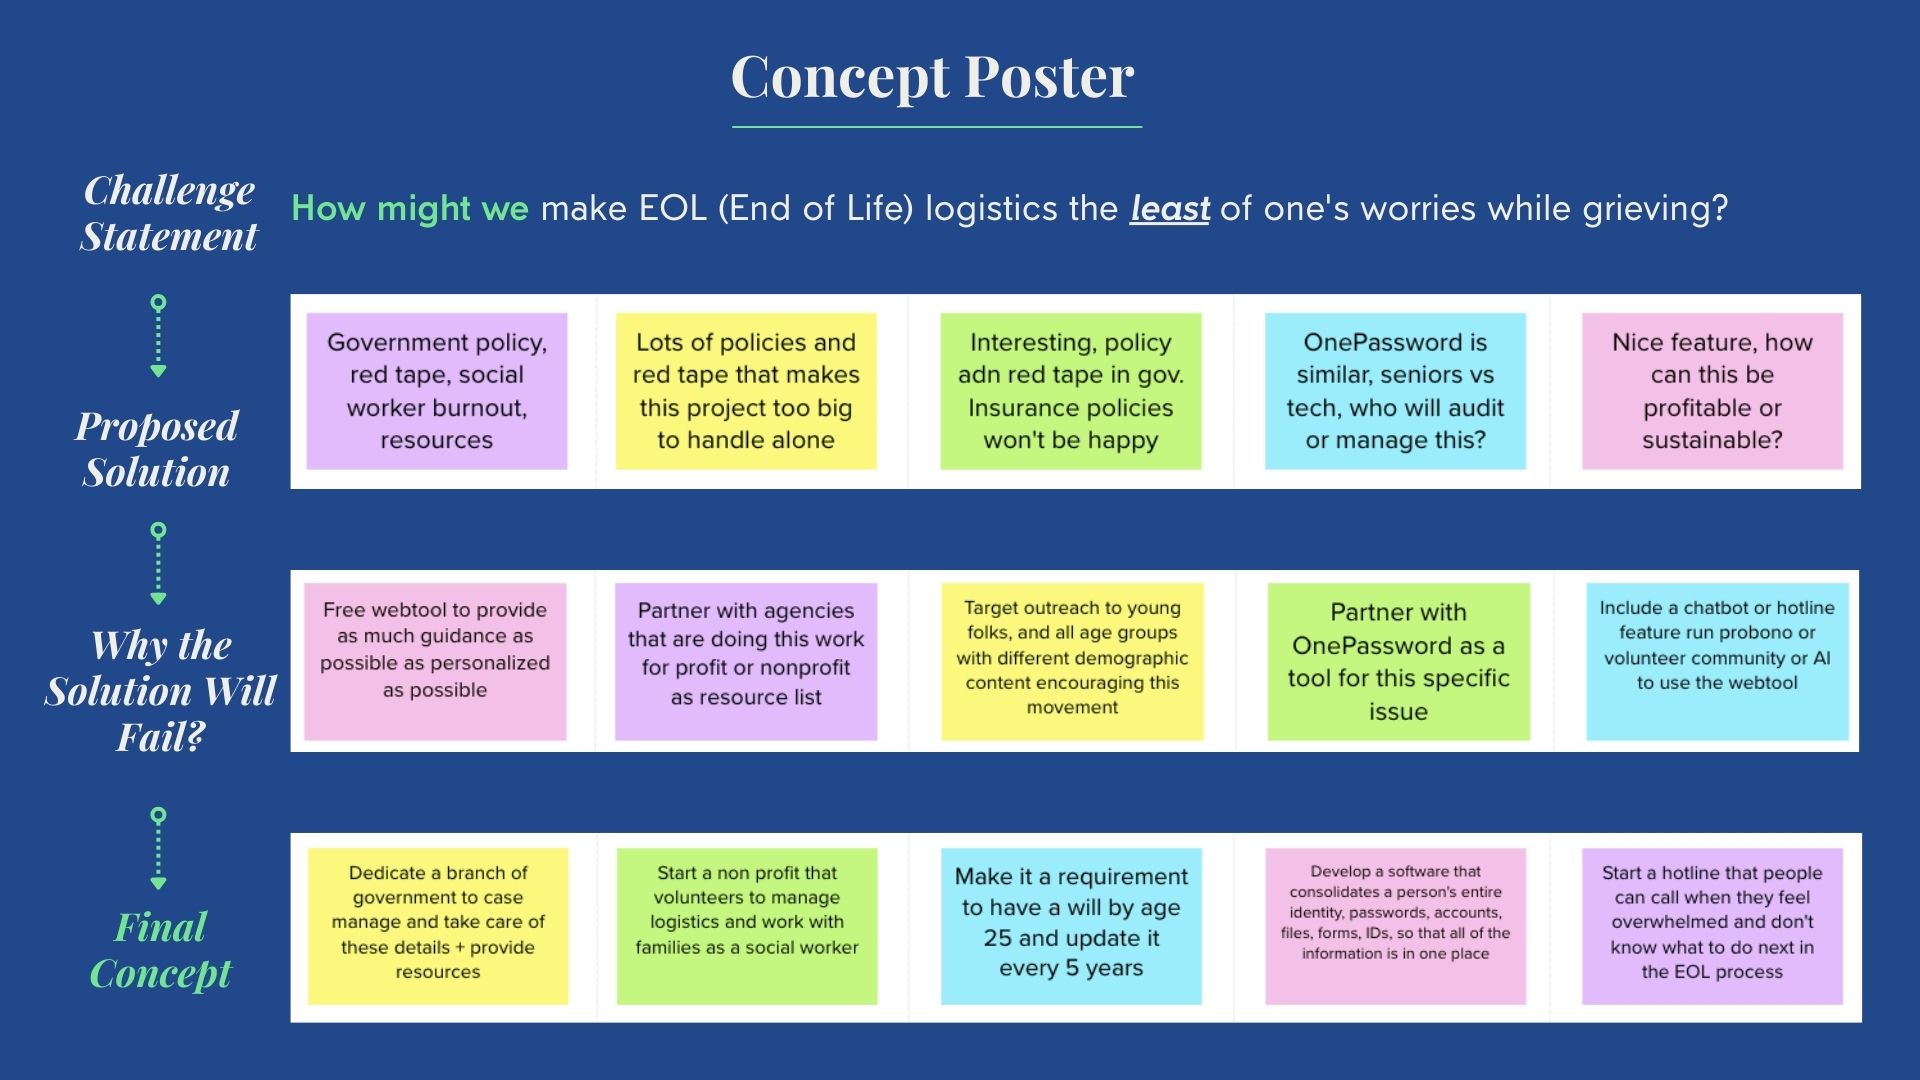 Concept Poster
Challenge
Statement
How might we make EOL (End of Life) logistics the least of one's worries while grieving?
Proposed
Solution
Government policy,
red tape, social
worker burnout,
resources
Lots of policies and
red tape that makes
this project too big
to handle alone
Interesting, policy
adn red tape in gov.
Insurance policies
won't be happy
OnePassword is
similar, seniors vs
tech, who will audit
or manage this?
Nice feature, how
can this be
profitable or
sustainable?
Why the
Solution Will
Fail?
Free webtool to provide
as much guidance as
possible as personalized
as possible
Partner with agencies
that are doing this work
for profit or nonprofit
as resource list
Target outreach to young
folks, and all age groups
with different demographic
content encouraging this
movement
Partner with
OnePassword as a
tool for this specific
issue
Include a chatbot or hotline
feature run probono or
volunteer community or AI
to use the webtool
Final
Concept
Dedicate a branch of
government to case
manage and take care of
these details + provide
resources
Start a non profit that
volunteers to manage
logistics and work with
families as a social worker
Make it a requirement
to have a will by age
25 and update it
every 5 years
Develop a software that
consolidates a person's entire
identity, passwords, accounts,
files, forms, IDs, so that all of the
information is in one place
Start a hotline that people
can call when they feel
overwhelmed and don't
know what to do next in
the EOL process